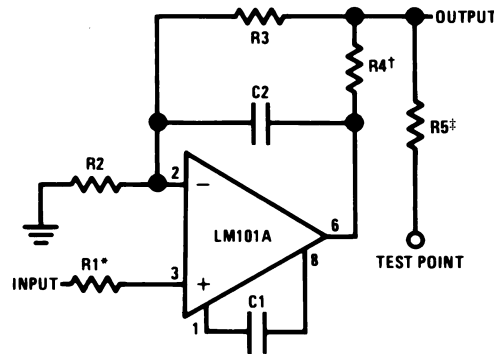 R3
OUTPUT
R4†
C2
R5‡
R2
2
−
LM101A
6
8
TEST POINT
INPUT
R1*
3
+
C1
1